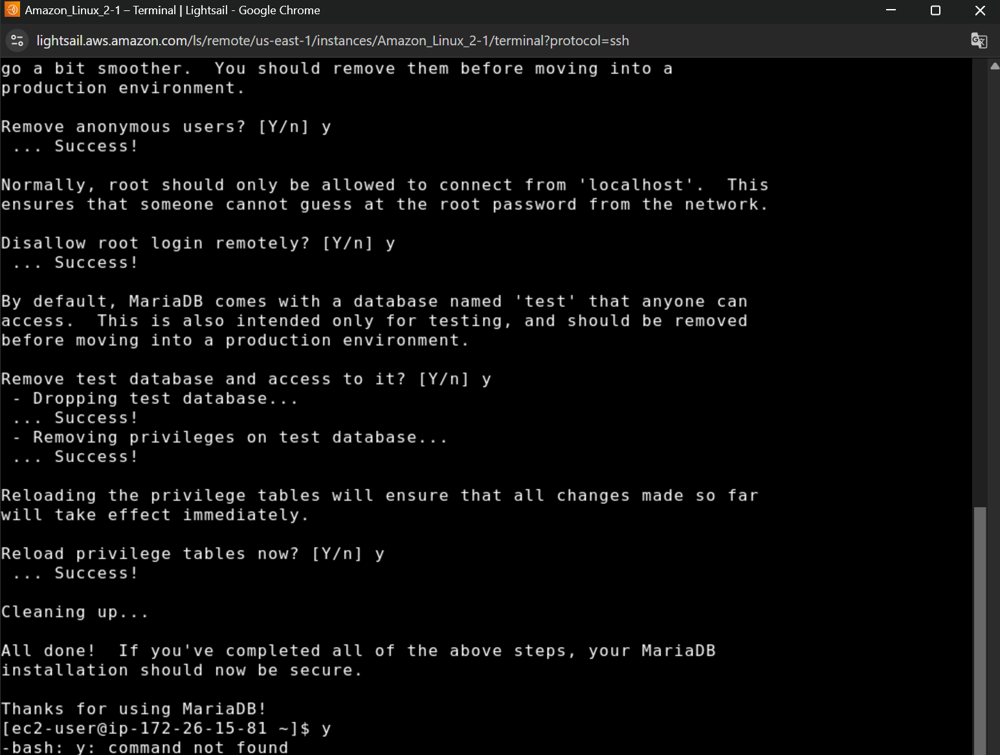 Amazon_Linux_2-1 – Terminal | Lightsail - Google Chrome
lightsail.aws.amazon.com/ls/remote/us-east-1/instances/Amazon_Linux_2-1/terminal?protocol=ssh
go a bit smoother.  You should remove them before moving into a
production environment.
Remove anonymous users? [Y/n] y
 ... Success!
Normally, root should only be allowed to connect from 'localhost'.  This
ensures that someone cannot guess at the root password from the network.
Disallow root login remotely? [Y/n] y
 ... Success!
By default, MariaDB comes with a database named 'test' that anyone can
access.  This is also intended only for testing, and should be removed
before moving into a production environment.
Remove test database and access to it? [Y/n] y
 - Dropping test database...
 ... Success!
 - Removing privileges on test database...
 ... Success!
Reloading the privilege tables will ensure that all changes made so far
will take effect immediately.
Reload privilege tables now? [Y/n] y
 ... Success!
Cleaning up...
All done!  If you've completed all of the above steps, your MariaDB
installation should now be secure.
Thanks for using MariaDB!
[ec2-user@ip-172-26-15-81 ~]$ y
-bash: y: command not found